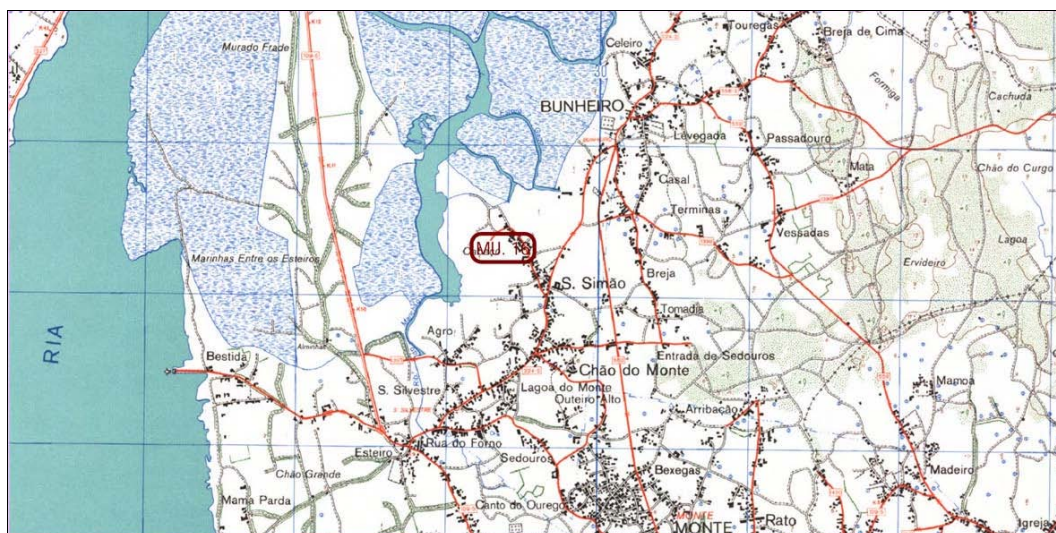 Touregas
Breja de Cima
Murado Frade
Celeiro
Formiga
Cachuda
BUNHEIRO
Levegada
Passadouro
Mata
Chão do Curgo
Casal
Terminas
Vessadas
Lagoa
MU. 16
Marinhas Entre os Esteiros
Ervideiro
Breja
S. Simão
Tomadia
RIA
Agro
Bestida
Entrada de Sedouros
Chão do Monte
Mamoa
S. Silvestre
Lagoa do Monte
Outeiro Alto
Arribação
Rua do Forno
Esteiro
Sedouros
Bexegas
Madeiro
Chão Grande
Mama Parda
Canto do Ourego
MONTE
MONTE
Rato
Igreja